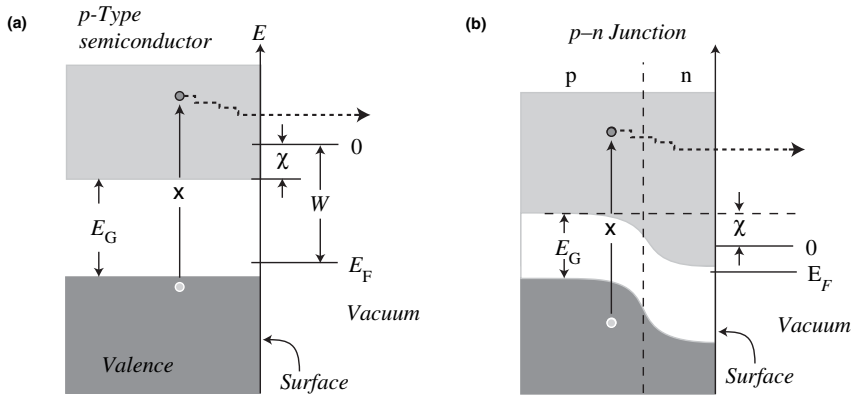 (a)
p-Type
semiconductor
E
0
χ
W
x
E_G
E_F
Vacuum
Valence
Surface
(b)
p–n Junction
p
n
x
E_G
χ
0
E_F
Vacuum
Surface